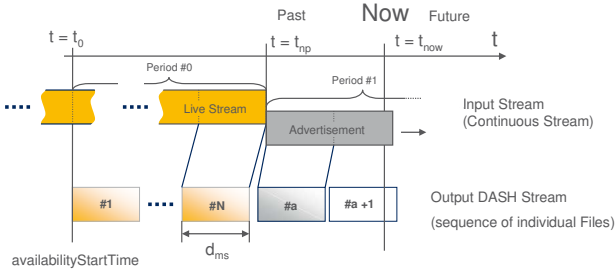 Past Now Future
t = t0 t = tnp t = tnow t
Period #0
Period #1
Live Stream
Advertisement
Input Stream
(Continuous Stream)
#1 #N #a #a +1
Output DASH Stream
(sequence of individual Files)
dms
availabilityStartTime